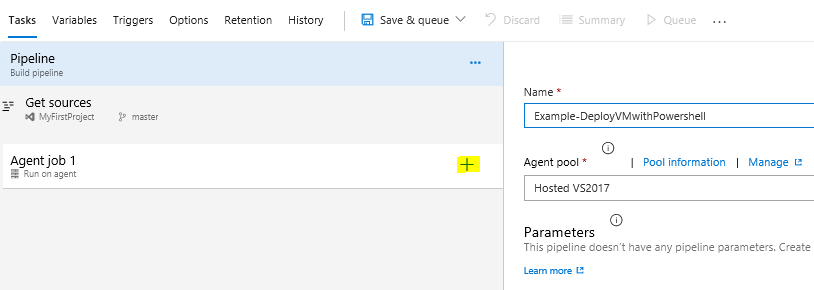 Tasks Variables Triggers Options Retention History Save & queue Discard Summary Queue ...
Pipeline
Build pipeline
Get sources
MyFirstProject master
Agent job 1
Run on agent
Name *
Example-DeployVMwithPowershell
Agent pool * | Pool information | Manage
Hosted VS2017
Parameters
This pipeline doesn't have any pipeline parameters. Create
Learn more